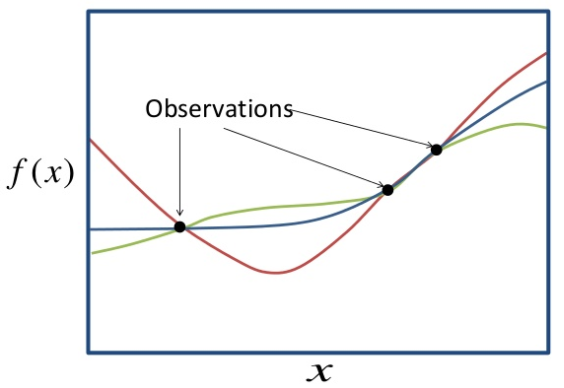 Observations
f(x)
x